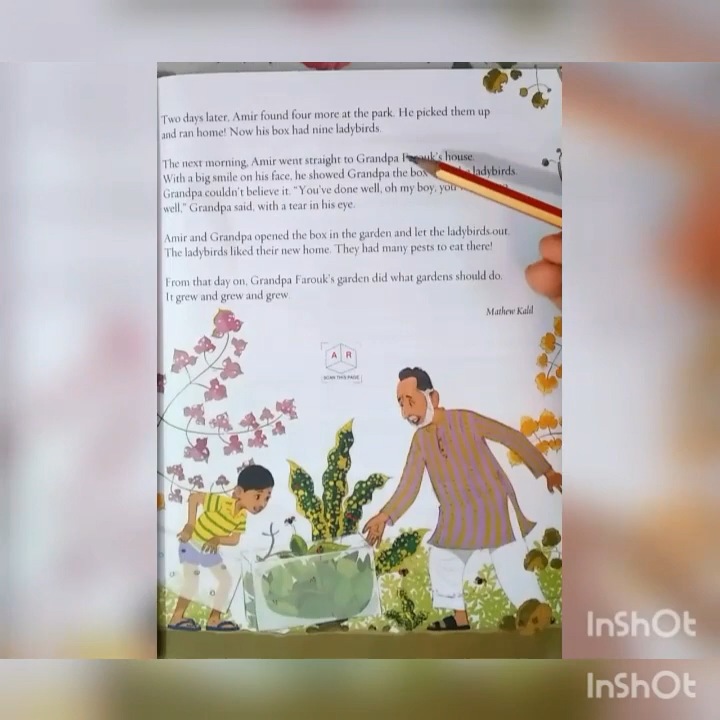 Two days later, Amir found four more at the park. He picked them up
and ran home! Now his box had nine ladybirds.
The next morning, Amir went straight to Grandpa Farouk's house.
With a big smile on his face, he showed Grandpa the box ladybirds.
Grandpa couldn't believe it. "You've done well, oh my boy, you
well," Grandpa said, with a tear in his eye.
Amir and Grandpa opened the box in the garden and let the ladybirds out.
The ladybirds liked their new home. They had many pests to eat there!
From that day on, Grandpa Farouk's garden did what gardens should do.
It grew and grew and grew
Mathew Kalil
A R
SCAN THIS PAGE
InShOt
InShOt